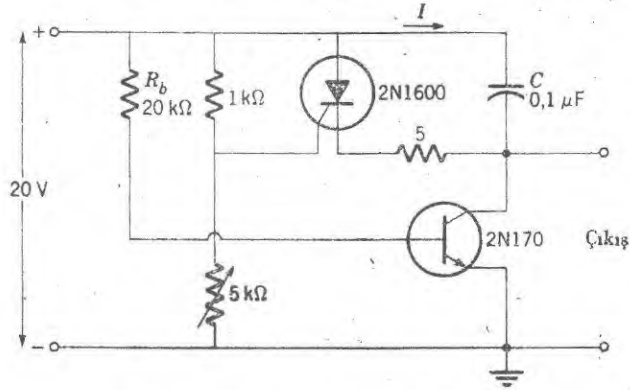 I
+
R_b
20 kΩ
1 kΩ
2N1600
C
0,1 µF
5
20 V
2N170
Çıkış
5 kΩ
−